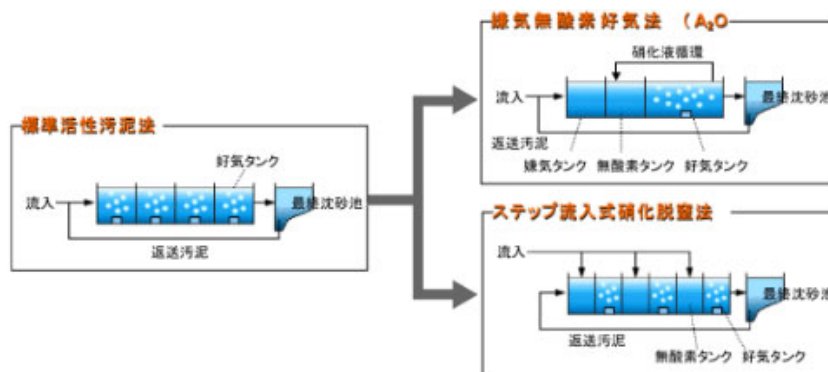 標準活性汚泥法
好気タンク
流入
最終沈砂池
返送汚泥
嫌気無酸素好気法 (A₂O
硝化液循環
流入
最終沈砂池
返送汚泥
嫌気タンク 無酸素タンク 好気タンク
ステップ流入式硝化脱窒法
流入
最終沈砂池
返送汚泥
無酸素タンク 好気タンク